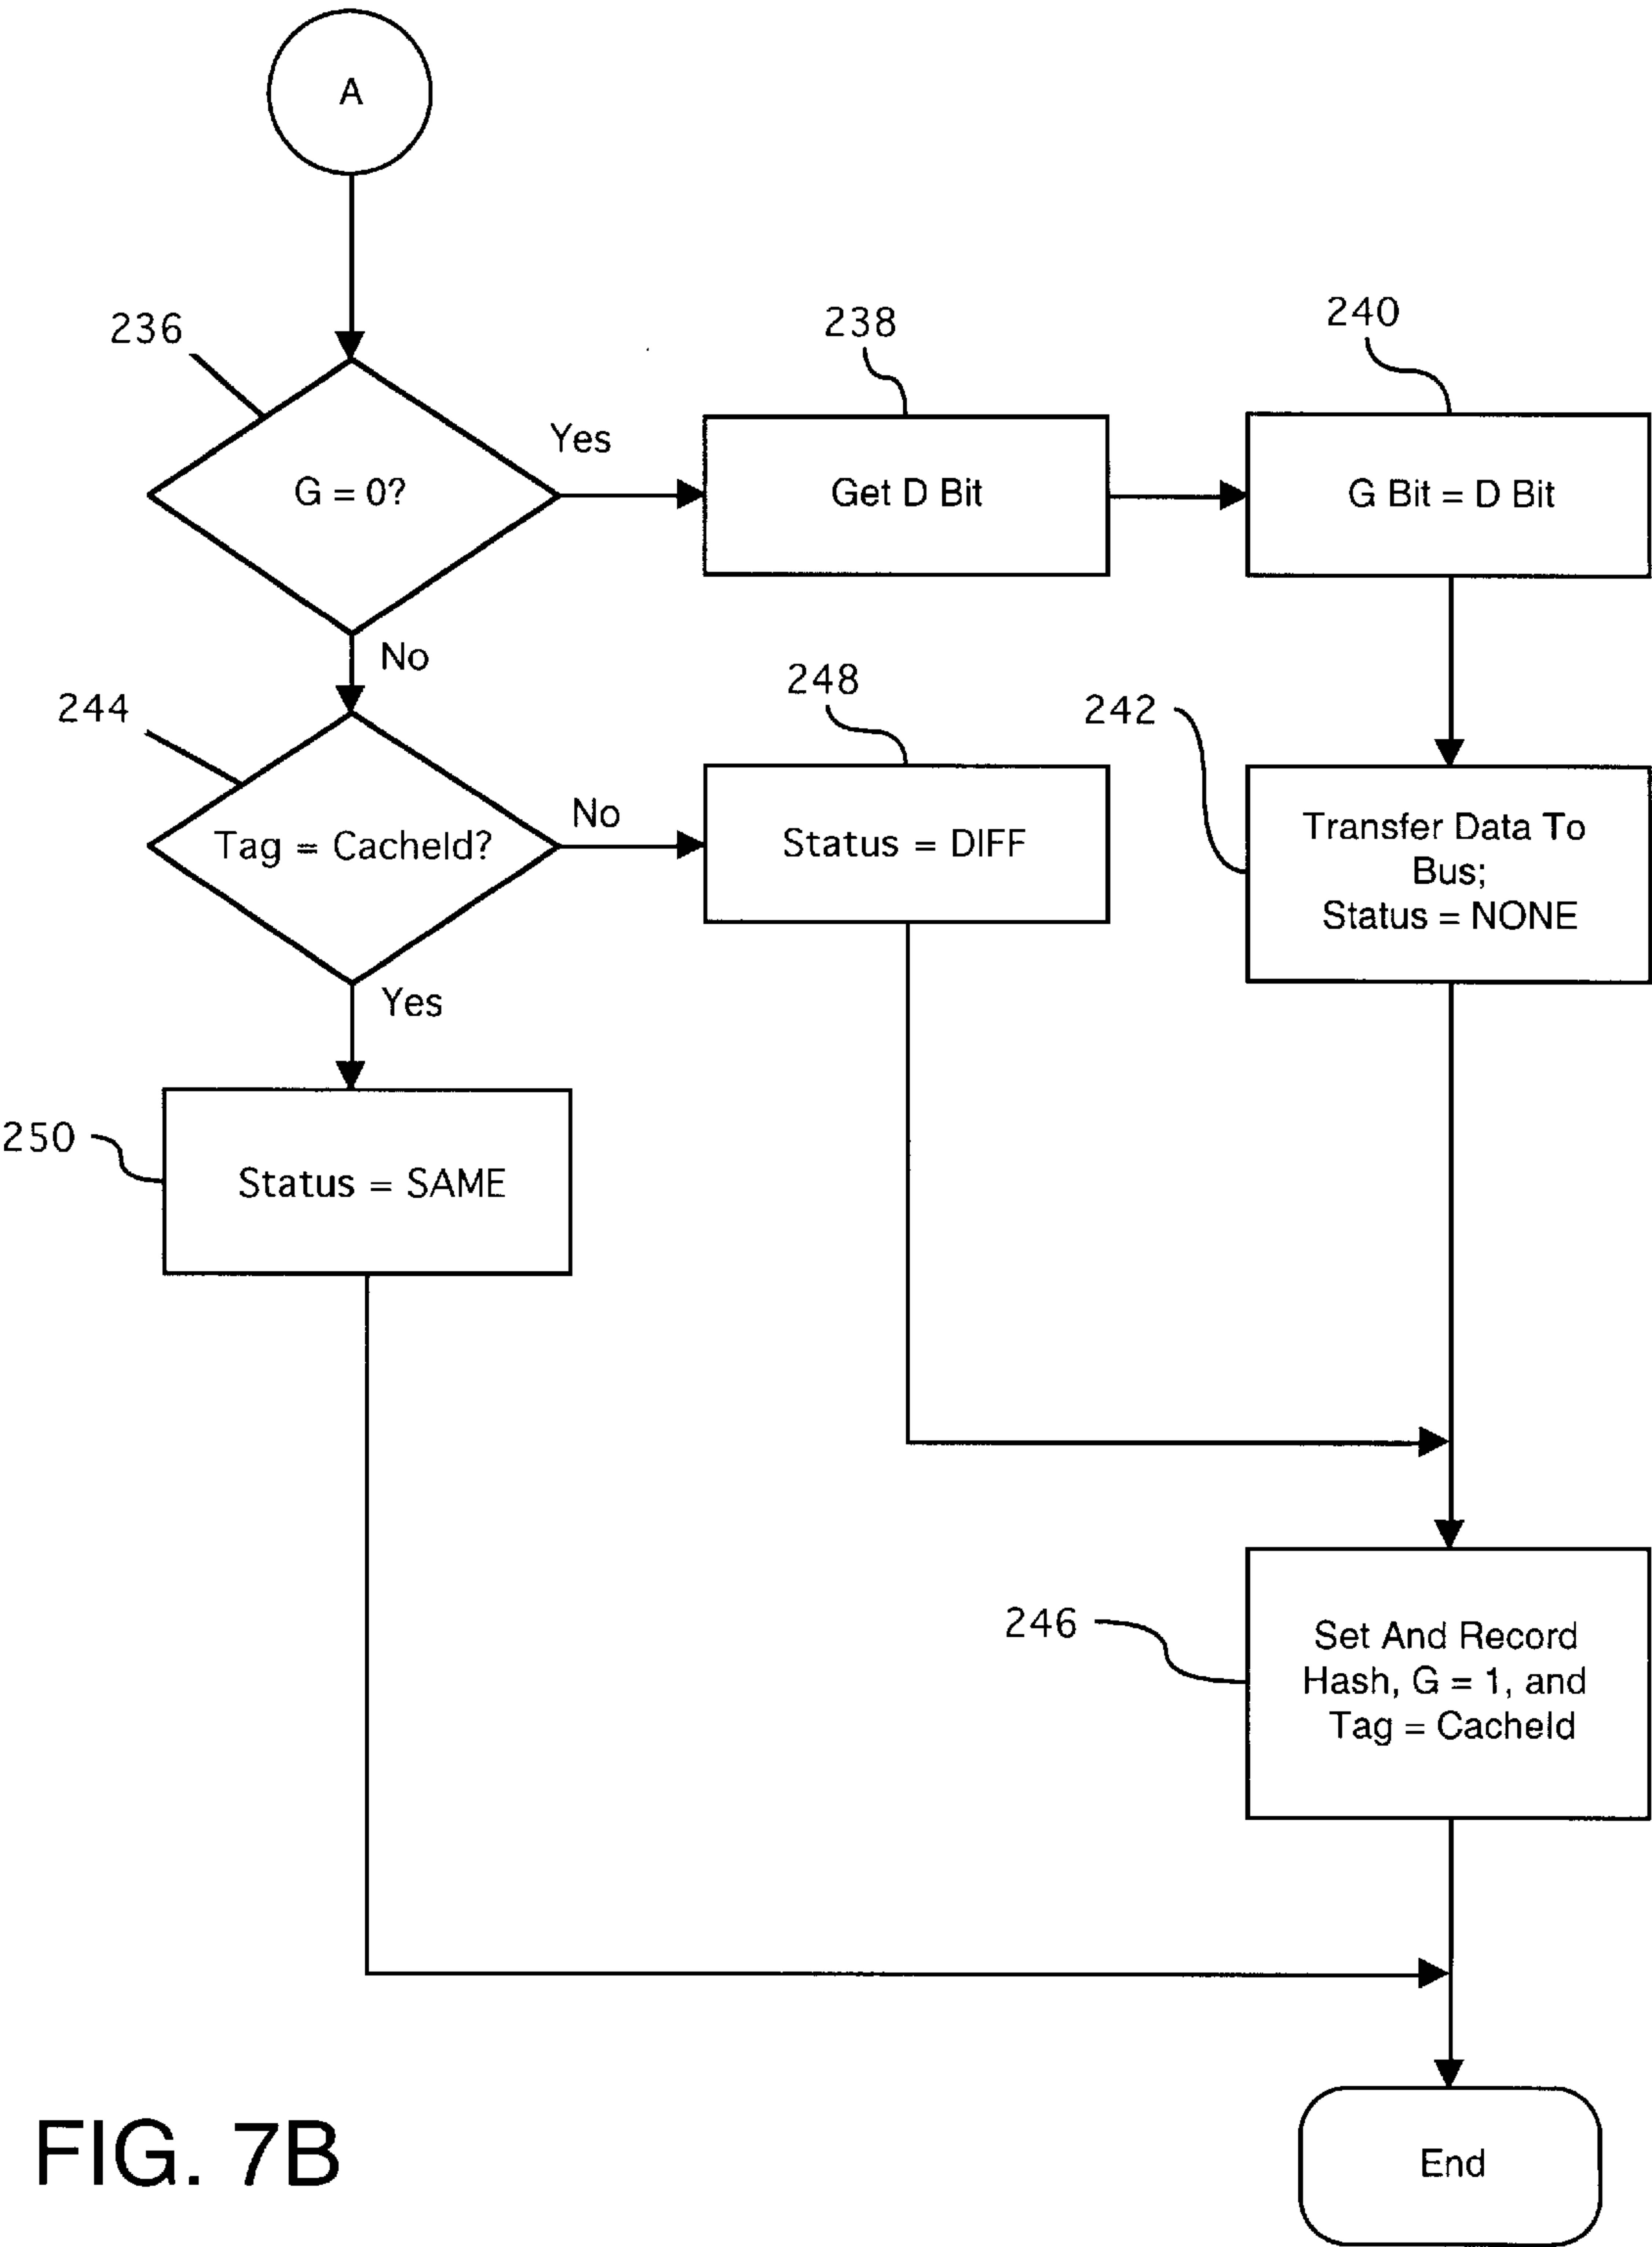 A
236
G = 0?
Yes
238
Get D Bit
240
G Bit = D Bit
No
244
Tag = CacheId?
No
248
Status = DIFF
242
Transfer Data To
Bus;
Status = NONE
Yes
250
Status = SAME
246
Set And Record
Hash, G = 1, and
Tag = CacheId
End
FIG. 7B